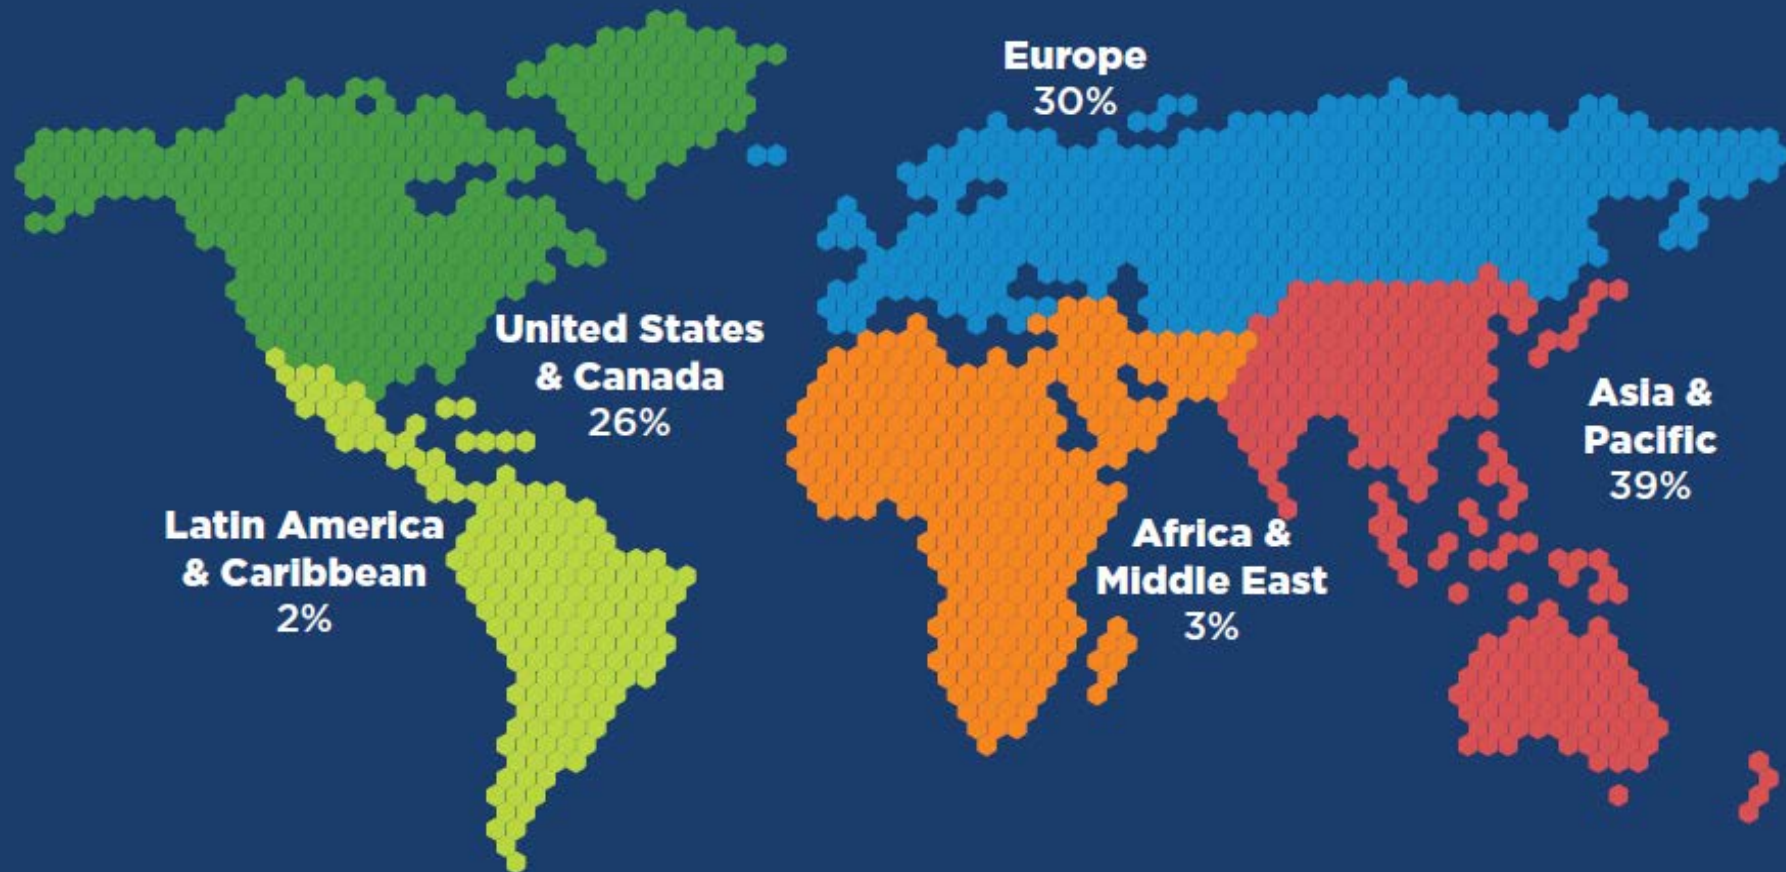 Europe
30%
United States
& Canada
26%
Asia &
Pacific
39%
Latin America
& Caribbean
2%
Africa &
Middle East
3%